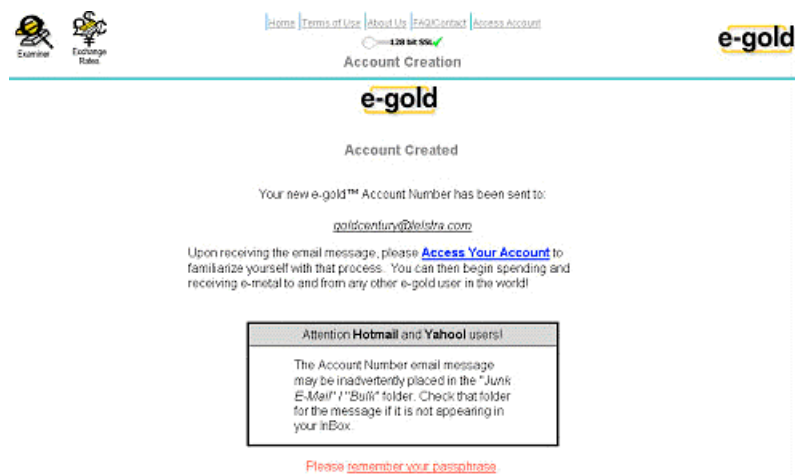 Home Terms of Use About Us FAQ/Contact Access Account
128 bit SSL
Examiner
Exchange Rates
e-gold
Account Creation
e-gold
Account Created
Your new e-gold™ Account Number has been sent to:
goldcentury@telstra.com
Upon receiving the email message, please Access Your Account to
familiarize yourself with that process. You can then begin spending and
receiving e-metal to and from any other e-gold user in the world!
Attention Hotmail and Yahoo! users!
The Account Number email message
may be inadvertently placed in the "Junk
E-Mail" / "Bulk" folder. Check that folder
for the message if it is not appearing in
your InBox.
Please remember your passphrase.